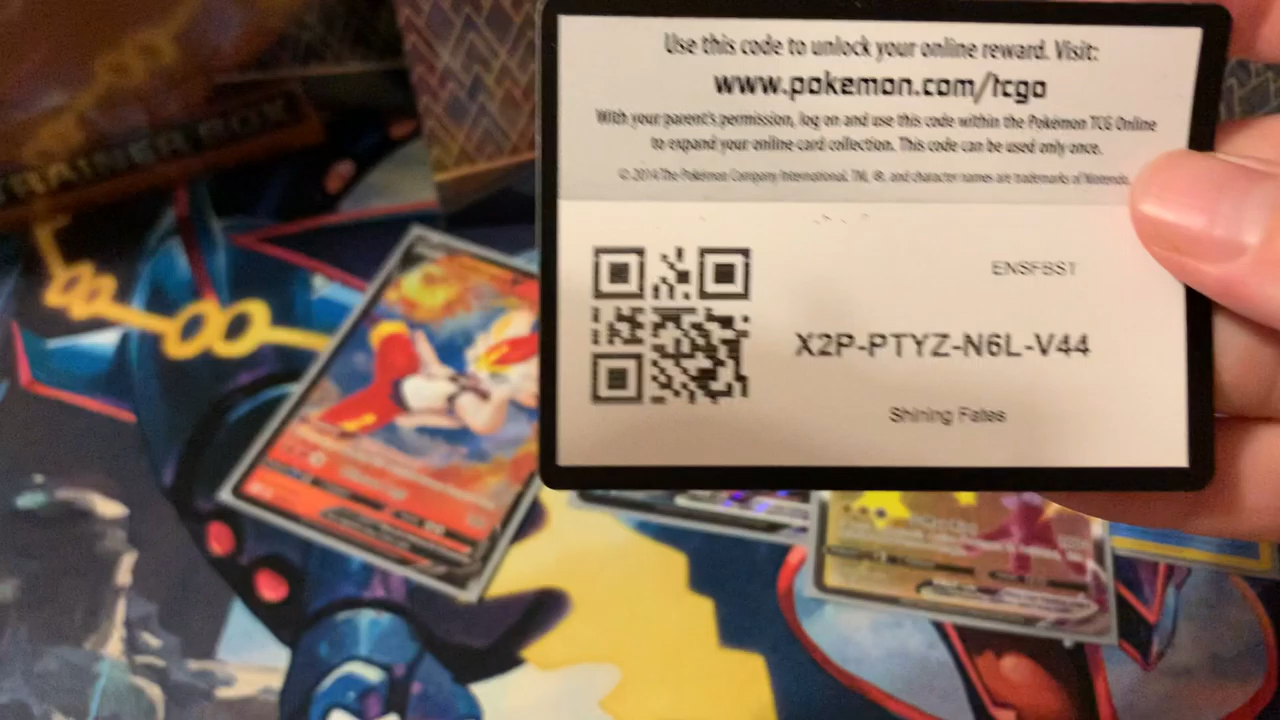 TRAINER BOX
Use this code to unlock your online reward. Visit:
www.pokemon.com/tcgo
With your parent's permission, log on and use this code within the Pokémon TCG Online
to expand your online card collection. This code can be used only once.
© 2014 The Pokémon Company International. TM, ®, and character names are trademarks of Nintendo.
ENSFBST
X2P-PTYZ-N6L-V44
Shining Fates